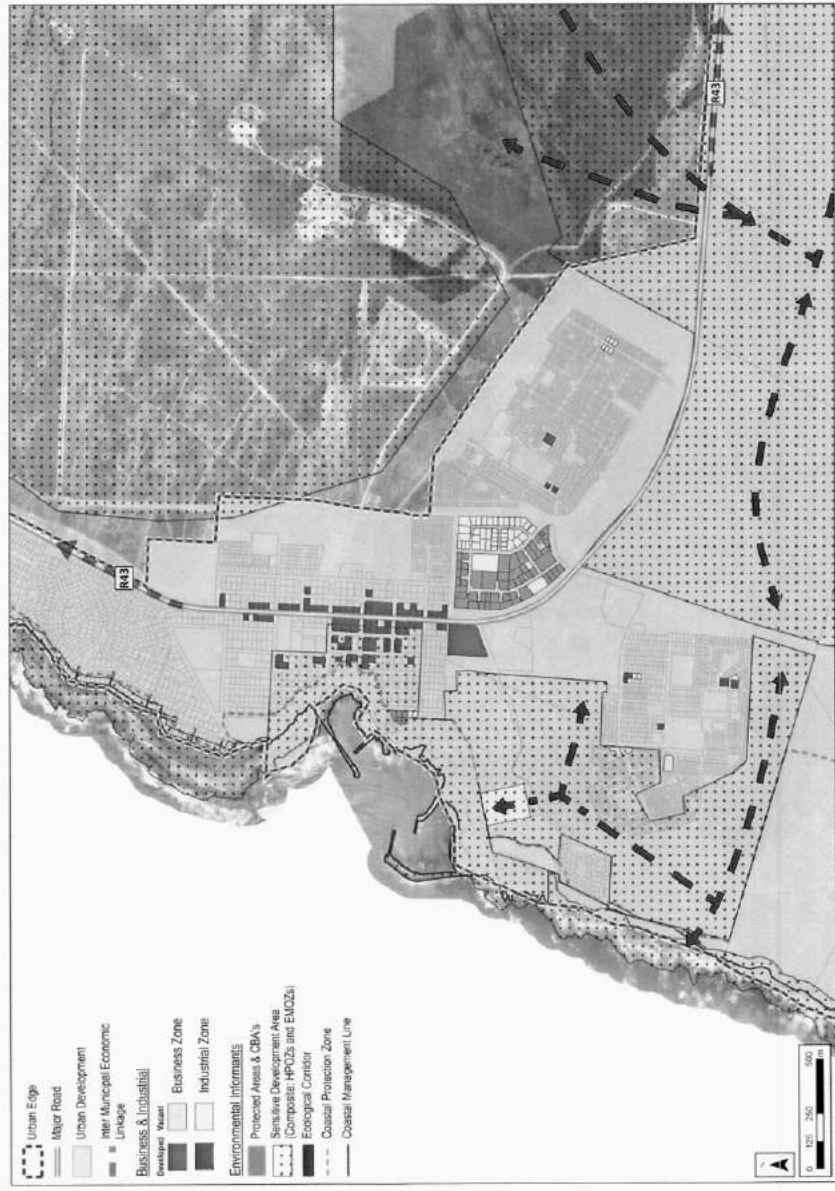 Urban Edge
Major Road
Urban Development
Inter Municipal Economic
Linkage
Business & Industrial
Developed Vacant
Business Zone
Industrial Zone
Environmental Informants
Protected Areas & CBA's
Sensitive Development Area
(Composite: HPOZs and EMOZs)
Ecological Corridor
Coastal Protection Zone
Coastal Management Line
0 125 250 500
m
R43
R43